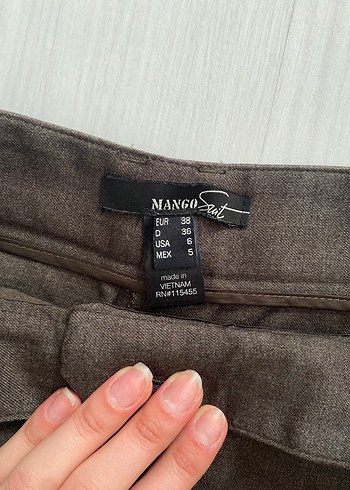 MANGO Suit
EUR 38
D 36
USA 6
MEX 5
made in
VIETNAM
RN#115455